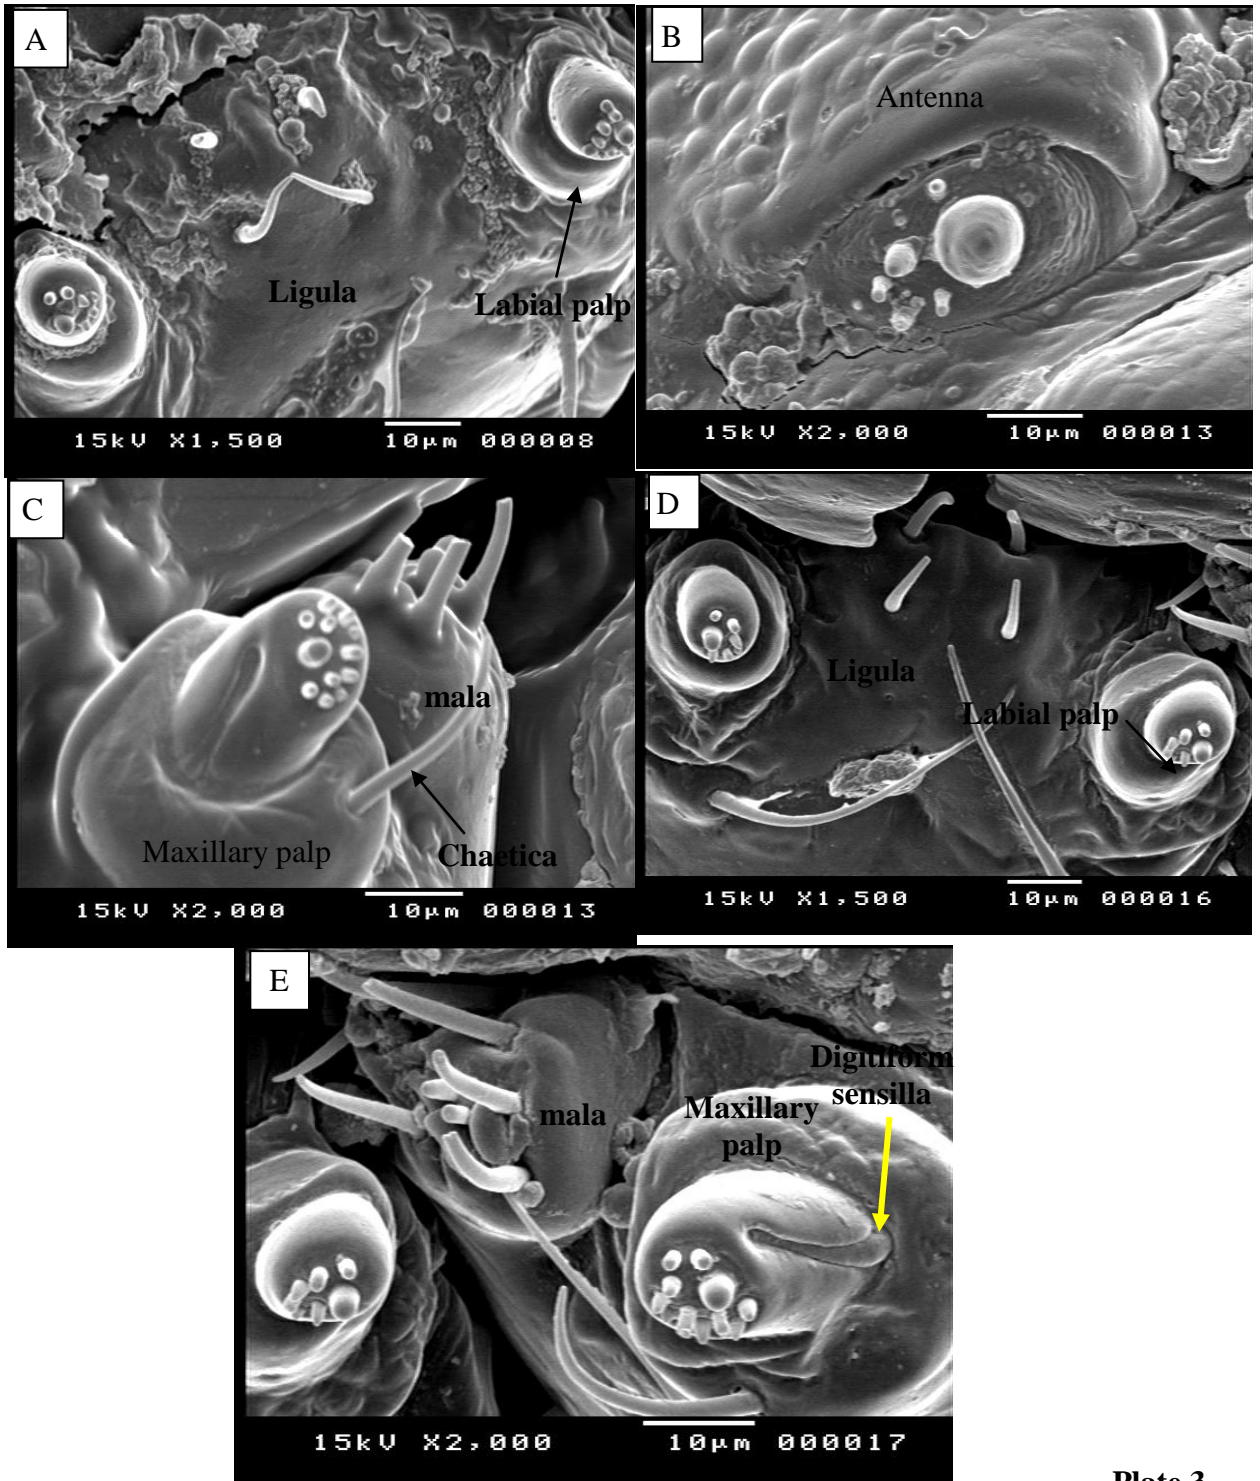 A
Ligula
Labial palp
15kV X1,500 10μm 000008
B
Antenna
15kV X2,000 10μm 000013
C
mala
Maxillary palp
Chaetica
15kV X2,000 10μm 000013
D
Ligula
Labial palp
15kV X1,500 10μm 000016
E
Digitiform
sensilla
mala
Maxillary
palp
15kV X2,000 10μm 000017
Plate 3